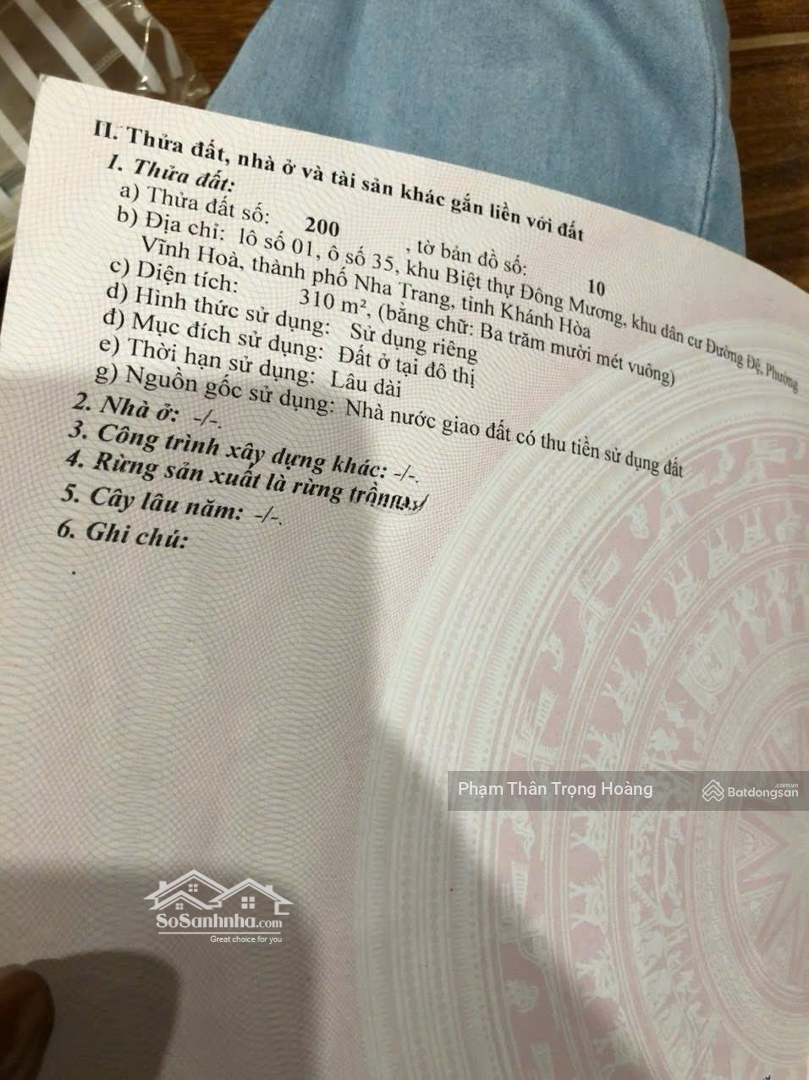 II. Thửa đất, nhà ở và tài sản khác gắn liền với đất
1. Thửa đất:
a) Thửa đất số: 200 , tờ bản đồ số: 10
b) Địa chỉ: lô số 01, ô số 35, khu Biệt thự Đông Mương, khu dân cư Đường Đệ, Phường
Vĩnh Hoà, thành phố Nha Trang, tỉnh Khánh Hòa
c) Diện tích: 310 m², (bằng chữ: Ba trăm mười mét vuông)
d) Hình thức sử dụng: Sử dụng riêng
đ) Mục đích sử dụng: Đất ở tại đô thị
e) Thời hạn sử dụng: Lâu dài
g) Nguồn gốc sử dụng: Nhà nước giao đất có thu tiền sử dụng đất
2. Nhà ở: -/-.
3. Công trình xây dựng khác: -/-.
4. Rừng sản xuất là rừng
5. Cây lâu năm: -/-.
6. Ghi chú:
Phạm Thân Trọng Hoàng
Batdongsan
.com.vn
SoSanhnha.com
Great choice for you